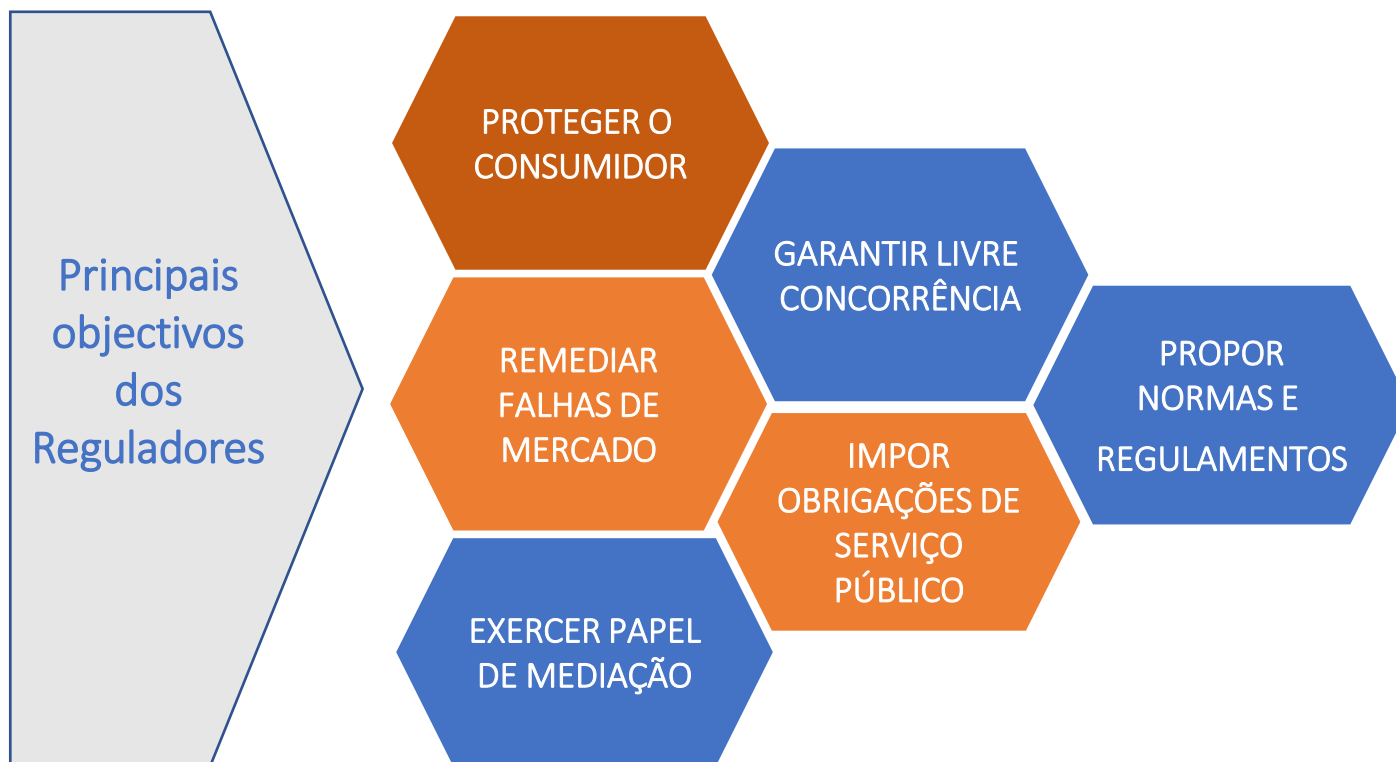 Principais
objectivos
dos
Reguladores
PROTEGER O
CONSUMIDOR
GARANTIR LIVRE
CONCORRÊNCIA
REMEDIAR
FALHAS DE
MERCADO
PROPOR
NORMAS E
REGULAMENTOS
IMPOR
OBRIGAÇÕES DE
SERVIÇO
PÚBLICO
EXERCER PAPEL
DE MEDIAÇÃO